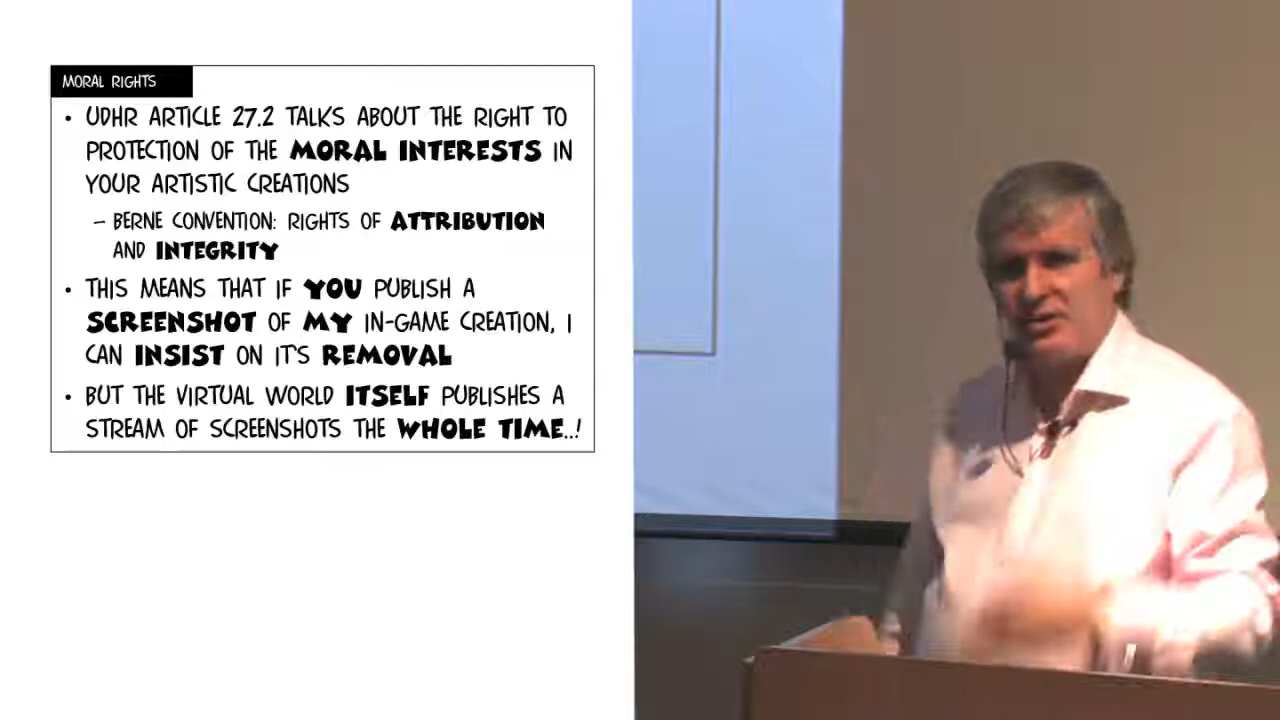 MORAL RIGHTS
• UDHR ARTICLE 27.2 TALKS ABOUT THE RIGHT TO
PROTECTION OF THE MORAL INTERESTS IN
YOUR ARTISTIC CREATIONS
– BERNE CONVENTION: RIGHTS OF ATTRIBUTION
AND INTEGRITY
• THIS MEANS THAT IF YOU PUBLISH A
SCREENSHOT OF MY IN-GAME CREATION, I
CAN INSIST ON IT'S REMOVAL
• BUT THE VIRTUAL WORLD ITSELF PUBLISHES A
STREAM OF SCREENSHOTS THE WHOLE TIME..!